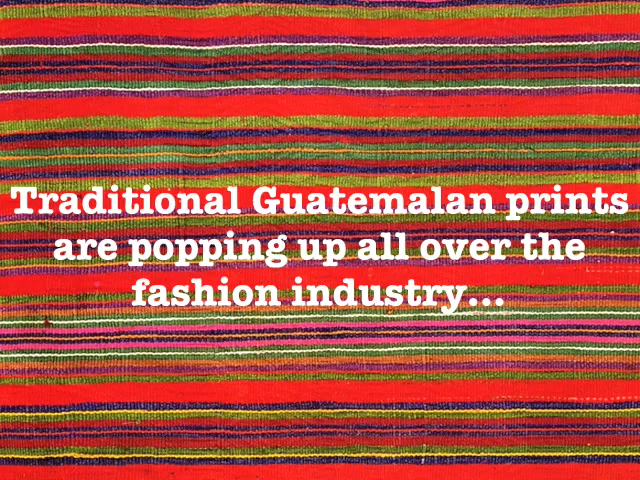 Traditional Guatemalan prints
are popping up all over the
fashion industry...